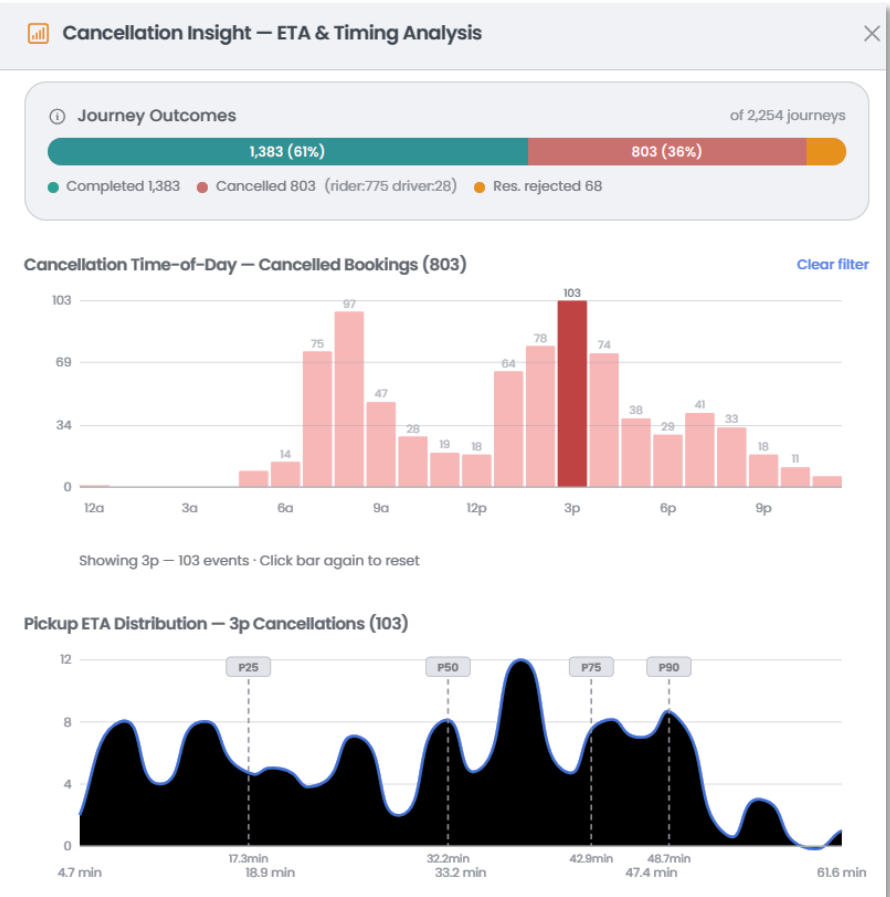 Cancellation Insight — ETA & Timing Analysis
Journey Outcomes
of 2,254 journeys
1,383 (61%)
803 (36%)
Completed 1,383
Cancelled 803 (rider:775 driver:28)
Res. rejected 68
Cancellation Time-of-Day — Cancelled Bookings (803)
Clear filter
103
69
34
0
14
75
97
47
28
19
18
64
78
103
74
38
29
41
33
18
11
12a
3a
6a
9a
12p
3p
6p
9p
Showing 3p — 103 events · Click bar again to reset
Pickup ETA Distribution — 3p Cancellations (103)
12
8
4
0
P25
P50
P75
P90
17.3min
32.2min
42.9min
48.7min
4.7 min
18.9 min
33.2 min
47.4 min
61.6 min